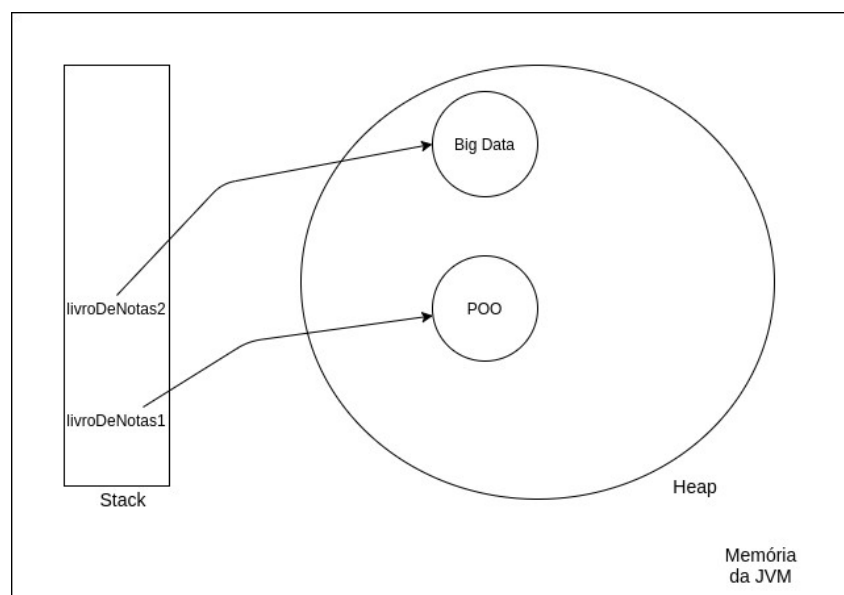 Big Data
livroDeNotas2
POO
livroDeNotas1
Stack
Heap
Memória
da JVM